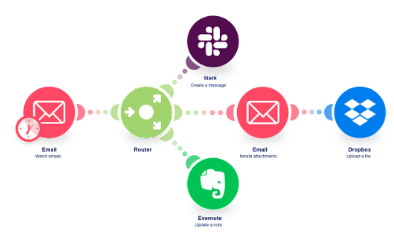 Slack
Create a message
Email
Watch emails
Router
Email
Iterate attachments
Dropbox
Upload a file
Evernote
Update a note